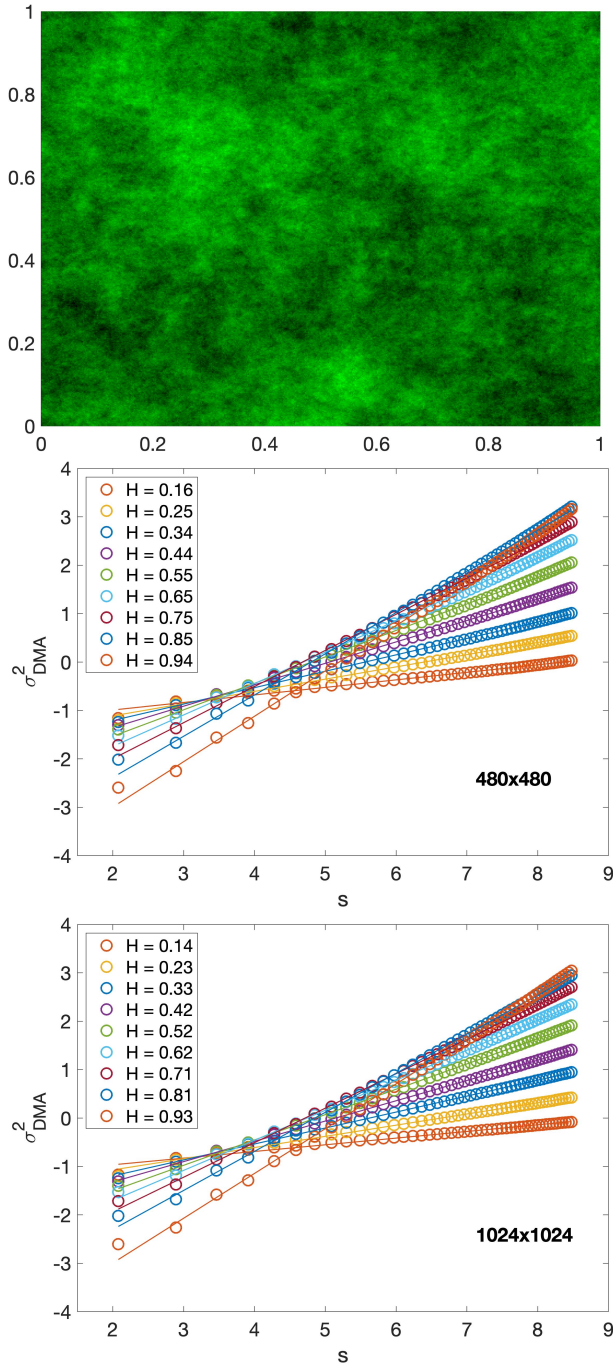 1
0.8
0.6
0.4
0.2
0
0 0.2 0.4 0.6 0.8 1
4
3
2
1
0
-1
-2
-3
-4
H = 0.16
H = 0.25
H = 0.34
H = 0.44
H = 0.55
H = 0.65
H = 0.75
H = 0.85
H = 0.94
σ²DMA
480x480
2 3 4 5 6 7 8 9
s
4
3
2
1
0
-1
-2
-3
-4
H = 0.14
H = 0.23
H = 0.33
H = 0.42
H = 0.52
H = 0.62
H = 0.71
H = 0.81
H = 0.93
σ²DMA
1024x1024
2 3 4 5 6 7 8 9
s